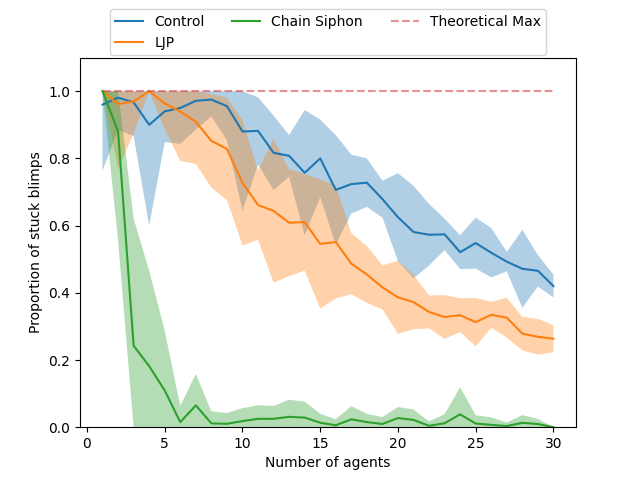 Control
LJP
Chain Siphon
Theoretical Max
Proportion of stuck blimps
1.0
0.8
0.6
0.4
0.2
0.0
0 5 10 15 20 25 30
Number of agents